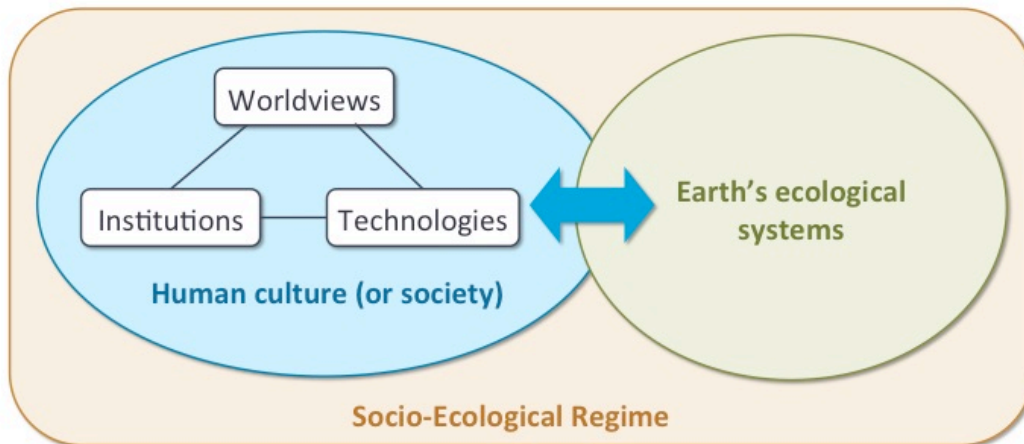 Worldviews
Institutions
Technologies
Human culture (or society)
Earth’s ecological
systems
Socio-Ecological Regime